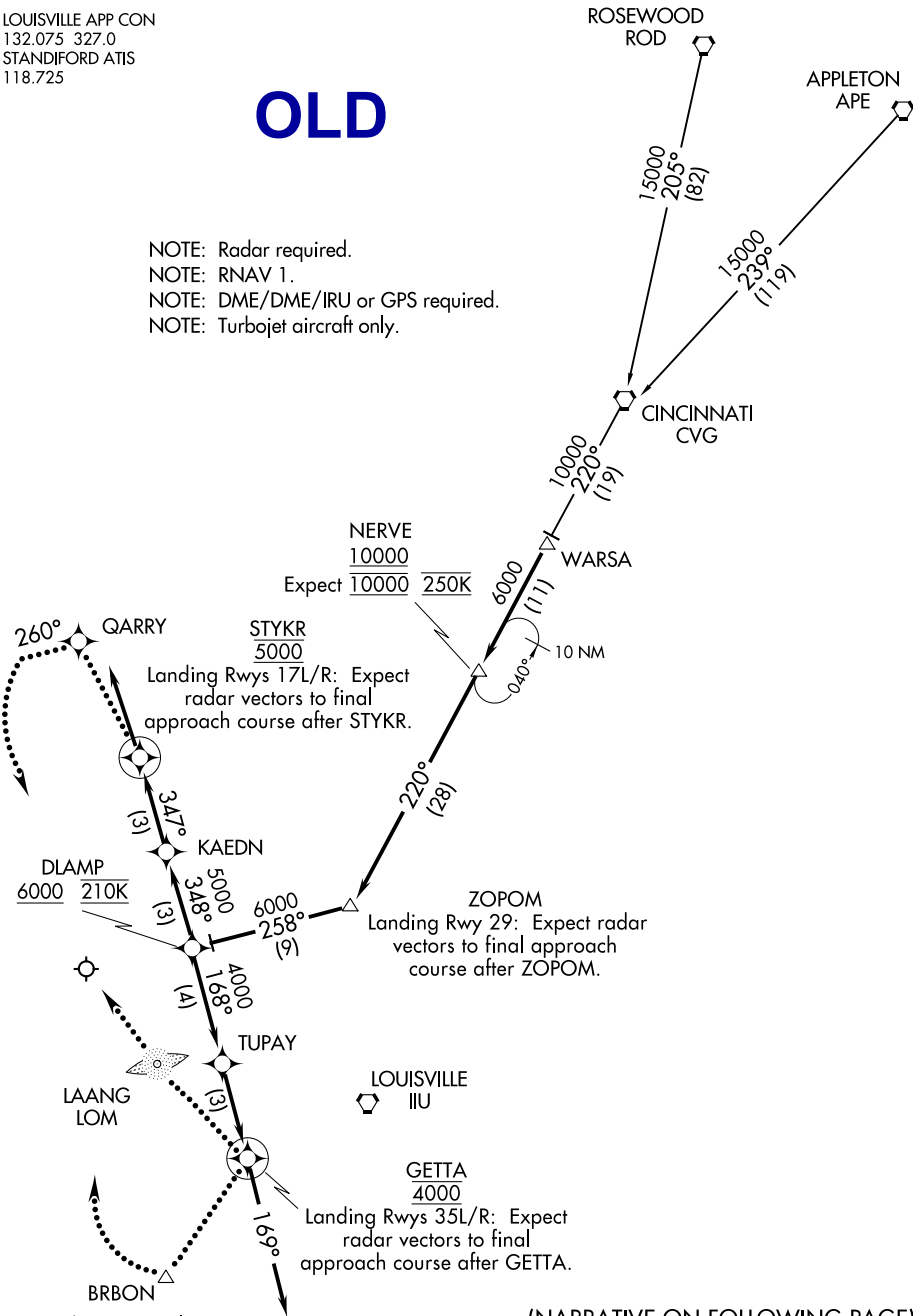 LOUISVILLE APP CON
132.075 327.0
STANDIFORD ATIS
118.725
OLD
ROSEWOOD
ROD
APPLETON
APE
15000
205°
(82)
15000
239°
(119)
NOTE: Radar required.
NOTE: RNAV 1.
NOTE: DME/DME/IRU or GPS required.
NOTE: Turbojet aircraft only.
CINCINNATI
CVG
10000
220°
(19)
NERVE
10000
Expect 10000 250K
WARSA
6000
(11)
10 NM
040°
260°
QARRY
STYKR
5000
Landing Rwys 17L/R: Expect
radar vectors to final
approach course after STYKR.
220°
(28)
347°
(3)
KAEDN
DLAMP
6000 210K
5000
348°
(3)
6000
258°
(9)
ZOPOM
Landing Rwy 29: Expect radar
vectors to final approach
course after ZOPOM.
4000
168°
(4)
TUPAY
(3)
LAANG
LOM
LOUISVILLE
IIU
GETTA
4000
Landing Rwys 35L/R: Expect
radar vectors to final
approach course after GETTA.
169°
BRBON
(NARRATIVE ON FOLLOWING PAGE)